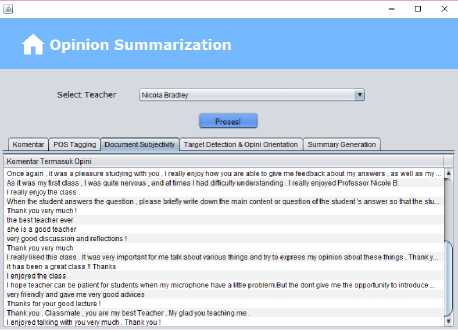 Opinion Summarization
Select Teacher
Nicola Bradley
Proses!
Komentar
POS Tagging
Document Subjectivity
Target Detection & Opini Orientation
Summary Generation
Komentar Termasuk Opini
Once again , it was a pleasure studying with you , I really enjoy how you are able to give me feedback about my answers , as well as my ...
As it was my first class , I was quite nervous , and at times I had difficulty understanding . I really enjoyed Professor Nicole B.
I really enjoy the class .
When the student answers the question , please briefly write down the main content or question of the student 's answer so that the stu...
Thank you very much !
the best teacher ever
she is a good teacher
very good discussion and reflections !
Thank you very much
I really liked this class . It was very important for me talk about various things and try to express my opinion about these things . Thank y...
it has been a great class !! Thanks
I enjoyed the class .
I hope teacher can be patient for students when my microphone have a little problem.But the dont give me the opportunity to introduce ...
very friendly and gave me very good advices
Thanks for your good lecture !
Thank you , Classmate , you are my best Teacher , My glad you teaching me .
I enjoyed talking with you very much . Thank you !